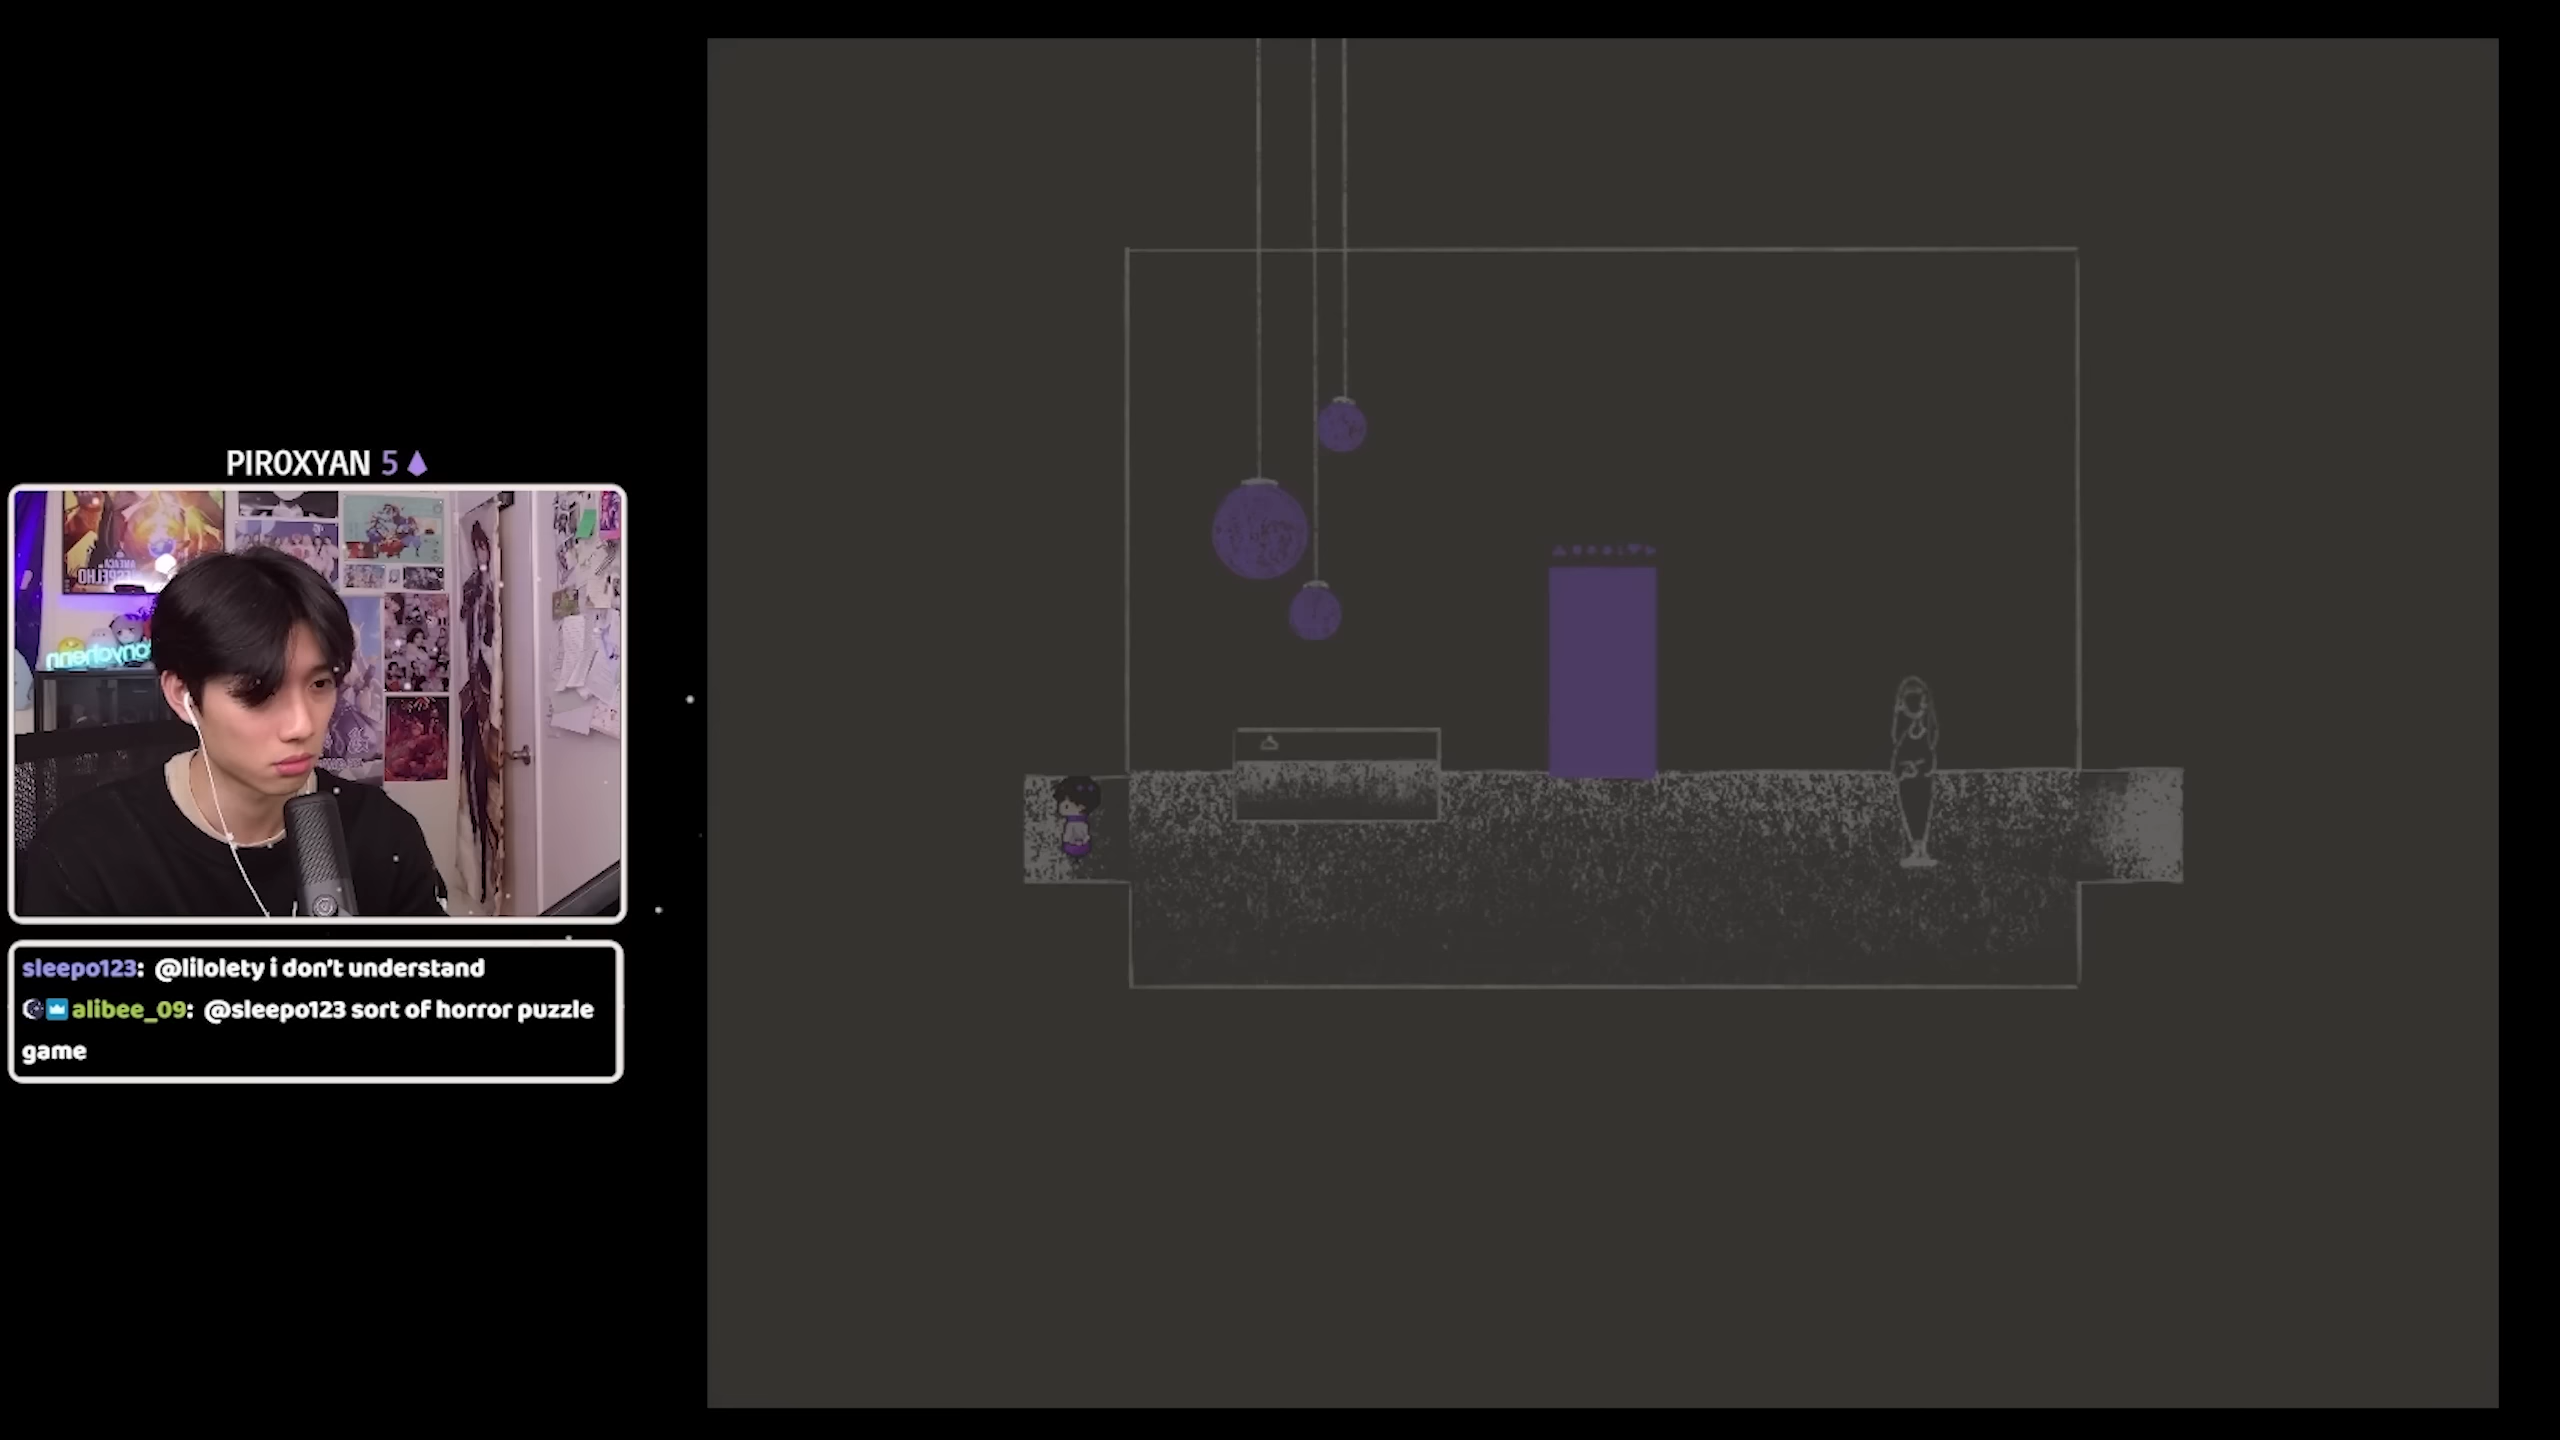 PIROXYAN 5
sleepo123: @lilolety i don't understand
alibee_09: @sleepo123 sort of horror puzzle
game